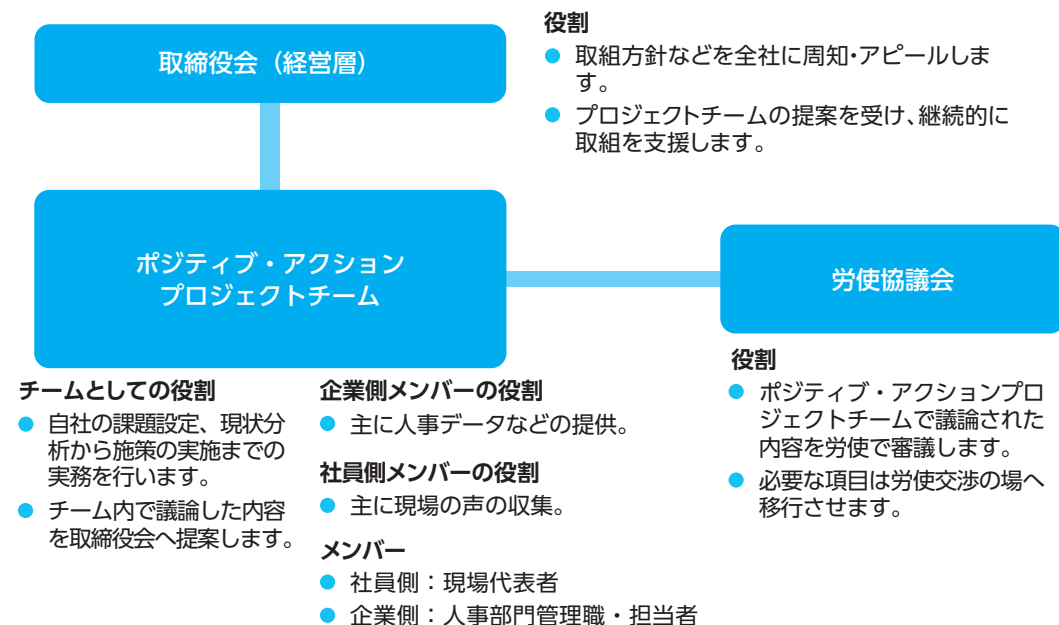 取締役会（経営層）
役割
● 取組方針などを全社に周知・アピールしま
す。
● プロジェクトチームの提案を受け、継続的に
取組を支援します。
ポジティブ・アクション
プロジェクトチーム
労使協議会
チームとしての役割
● 自社の課題設定、現状分
析から施策の実施までの
実務を行います。
● チーム内で議論した内容
を取締役会へ提案します。
企業側メンバーの役割
● 主に人事データなどの提供。
社員側メンバーの役割
● 主に現場の声の収集。
メンバー
● 社員側：現場代表者
● 企業側：人事部門管理職・担当者
役割
● ポジティブ・アクションプロ
ジェクトチームで議論された
内容を労使で審議します。
● 必要な項目は労使交渉の場へ
移行させます。